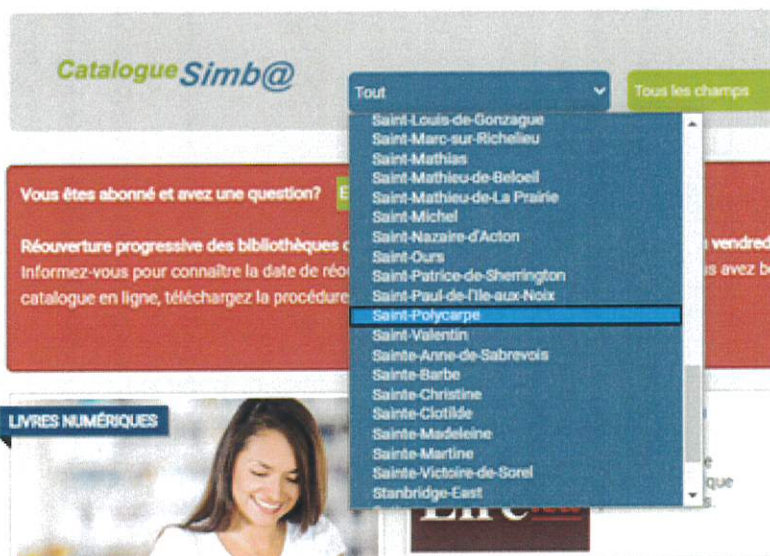 Catalogue Simb@
Tout
Tous les champs
Saint-Louis-de-Gonzague
Saint-Marc-sur-Richelieu
Saint-Mathias
Saint-Mathieu-de-Beloeil
Saint-Mathieu-de-La Prairie
Saint-Michel
Saint-Nazaire-d'Acton
Saint-Ours
Saint-Patrice-de-Sherrington
Saint-Paul-de-l'Ile-aux-Noix
Saint-Polycarpe
Saint-Valentin
Sainte-Anne-de-Sabrevois
Sainte-Barbe
Sainte-Christine
Sainte-Clotilde
Sainte-Madeleine
Sainte-Martine
Sainte-Victoire-de-Sorel
Stanbridge-East
Vous êtes abonné et avez une question? E
Réouverture progressive des bibliothèques
vendred
Informez-vous pour connaître la date de réo
s avez b
catalogue en ligne, téléchargez la procédure
LIVRES NUMÉRIQUES
que